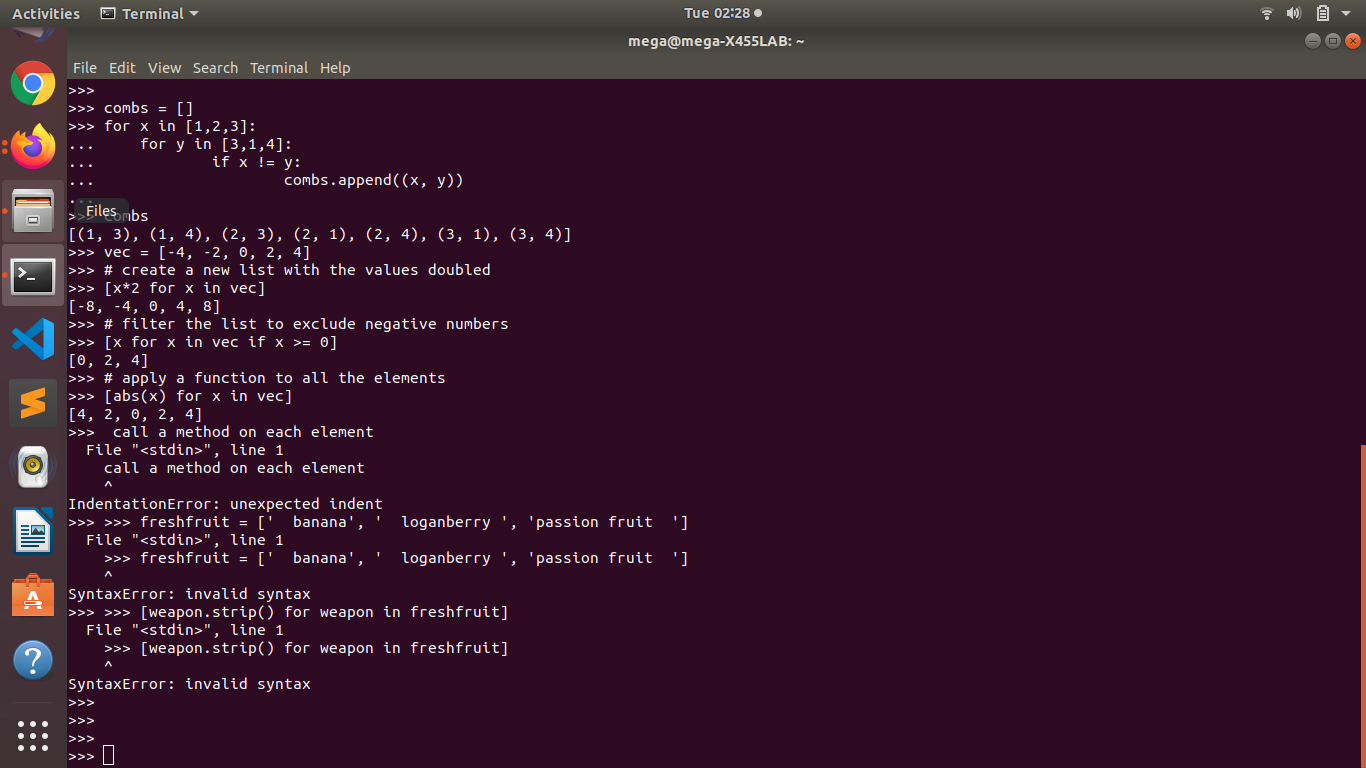 Activities Terminal Tue 02:28
mega@mega-X455LAB: ~
File Edit View Search Terminal Help
>>>
>>> combs = []
>>> for x in [1,2,3]:
...     for y in [3,1,4]:
...             if x != y:
...                     combs.append((x, y))
...
Files
>>> combs
[(1, 3), (1, 4), (2, 3), (2, 1), (2, 4), (3, 1), (3, 4)]
>>> vec = [-4, -2, 0, 2, 4]
>>> # create a new list with the values doubled
>>> [x*2 for x in vec]
[-8, -4, 0, 4, 8]
>>> # filter the list to exclude negative numbers
>>> [x for x in vec if x >= 0]
[0, 2, 4]
>>> # apply a function to all the elements
>>> [abs(x) for x in vec]
[4, 2, 0, 2, 4]
>>>  call a method on each element
  File "<stdin>", line 1
    call a method on each element
    ^
IndentationError: unexpected indent
>>> >>> freshfruit = ['  banana', '  loganberry ', 'passion fruit  ']
  File "<stdin>", line 1
    >>> freshfruit = ['  banana', '  loganberry ', 'passion fruit  ']
    ^
SyntaxError: invalid syntax
>>> >>> [weapon.strip() for weapon in freshfruit]
  File "<stdin>", line 1
    >>> [weapon.strip() for weapon in freshfruit]
    ^
SyntaxError: invalid syntax
>>>
>>>
>>>
>>>